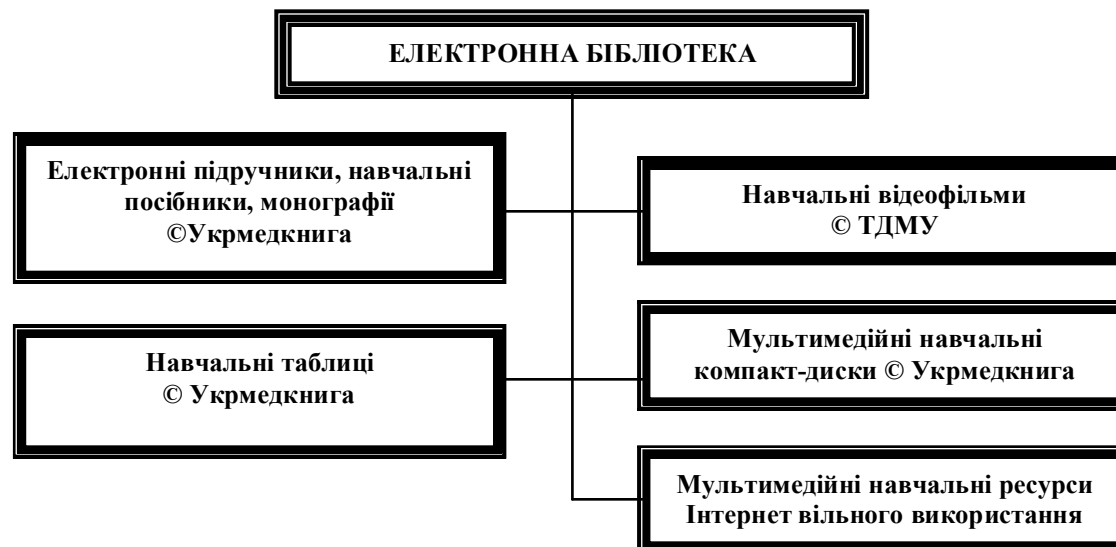 ЕЛЕКТРОННА БІБЛІОТЕКА
Електронні підручники, навчальні
посібники, монографії
©Укрмедкнига
Навчальні відеофільми
© ТДМУ
Навчальні таблиці
© Укрмедкнига
Мультимедійні навчальні
компакт-диски © Укрмедкнига
Мультимедійні навчальні ресурси
Інтернет вільного використання